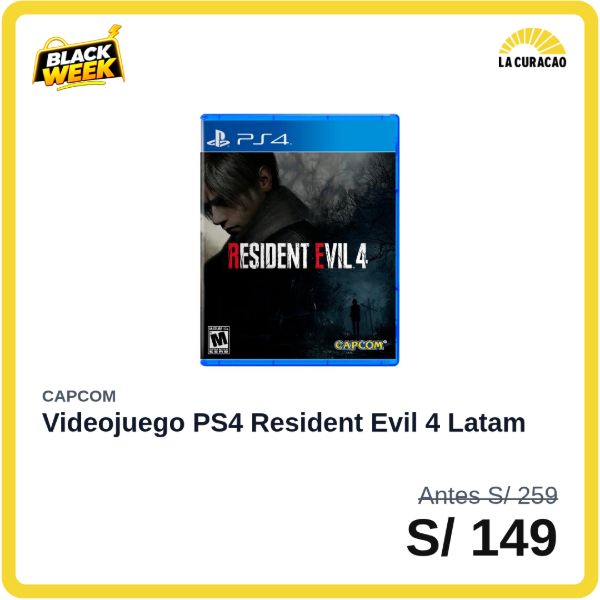 BLACK
WEEK
LA CURACAO
PS4
RESIDENT EVIL 4
M
CAPCOM
CAPCOM
Videojuego PS4 Resident Evil 4 Latam
Antes S/ 259
S/ 149